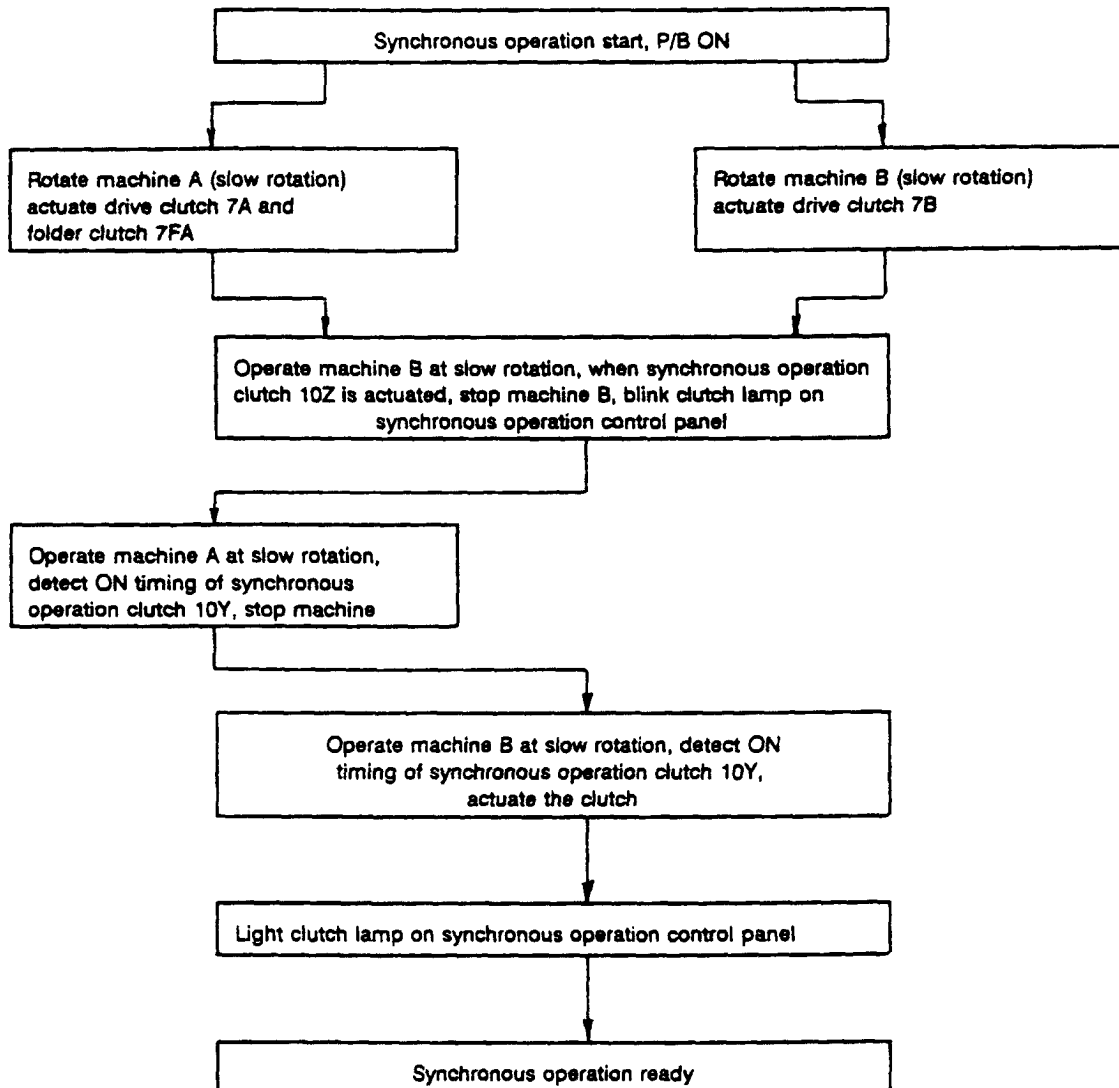 Synchronous operation start, P/B ON
Rotate machine A (slow rotation)
actuate drive clutch 7A and
folder clutch 7FA
Rotate machine B (slow rotation)
actuate drive clutch 7B
Operate machine B at slow rotation, when synchronous operation
clutch 10Z is actuated, stop machine B, blink clutch lamp on
synchronous operation control panel
Operate machine A at slow rotation,
detect ON timing of synchronous
operation clutch 10Y, stop machine
Operate machine B at slow rotation, detect ON
timing of synchronous operation clutch 10Y,
actuate the clutch
Light clutch lamp on synchronous operation control panel
Synchronous operation ready